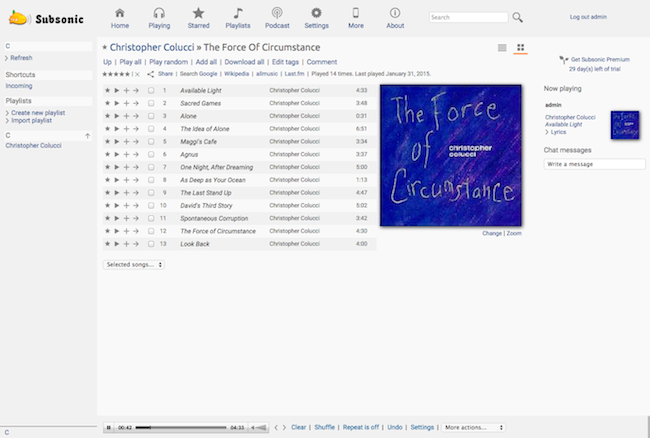 Subsonic
Home Playing Starred Playlists Podcast Settings More About
Search
Log out admin
C
Refresh
Shortcuts
Incoming
Playlists
Create new playlist
Import playlist
C
Christopher Colucci
Christopher Colucci » The Force Of Circumstance
Up | Play all | Play random | Add all | Download all | Edit tags | Comment
Share | Search Google | Wikipedia | allmusic | Last.fm | Played 14 times. Last played January 31, 2015.
1 Available Light Christopher Colucci 4:33
2 Sacred Games Christopher Colucci 3:48
3 Alone Christopher Colucci 0:31
4 The Idea of Alone Christopher Colucci 6:51
5 Maggi's Cafe Christopher Colucci 2:34
6 Agnus Christopher Colucci 3:37
7 One Night, After Dreaming Christopher Colucci 5:00
8 As Deep as Your Ocean Christopher Colucci 1:13
9 The Last Stand Up Christopher Colucci 4:47
10 David's Third Story Christopher Colucci 5:02
11 Spontaneous Corruption Christopher Colucci 3:42
12 The Force of Circumstance Christopher Colucci 4:30
13 Look Back Christopher Colucci 4:00
Selected songs...
The Force
of
christopher
colucci
Circumstance
Change | Zoom
Get Subsonic Premium
29 day(s) left of trial
Now playing
admin
Christopher Colucci
Available Light
Lyrics
Chat messages
Write a message
00:42 04:33 Clear | Shuffle | Repeat is off | Undo | Settings | More actions...
C